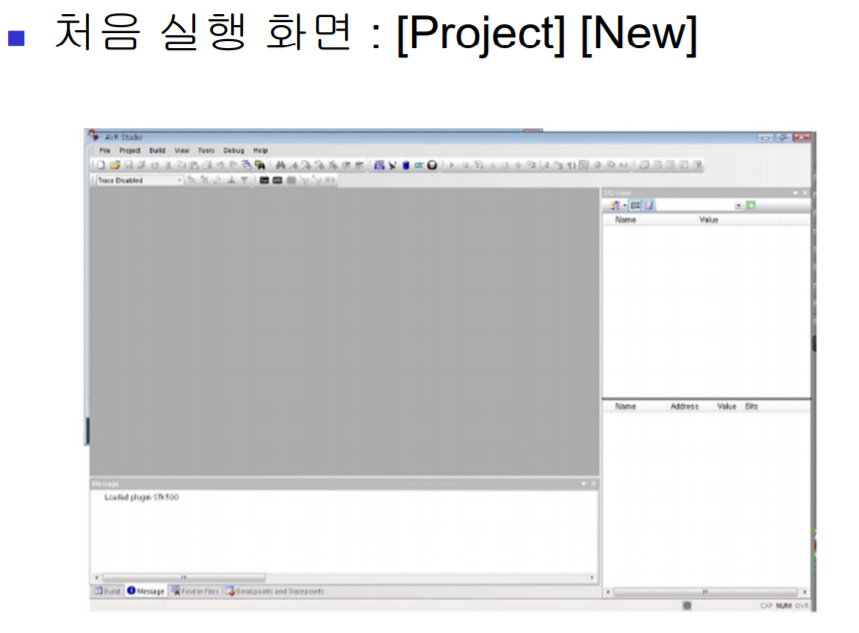 처음 실행 화면 : [Project] [New]
AVR Studio
File Project Build View Tools Debug Help
Trace Disabled
I/O View
Name Value
Name Address Value Bits
Message
Loaded plugin STK500
Build Message Find in Files Breakpoints and Tracepoints
CAP NUM OVR